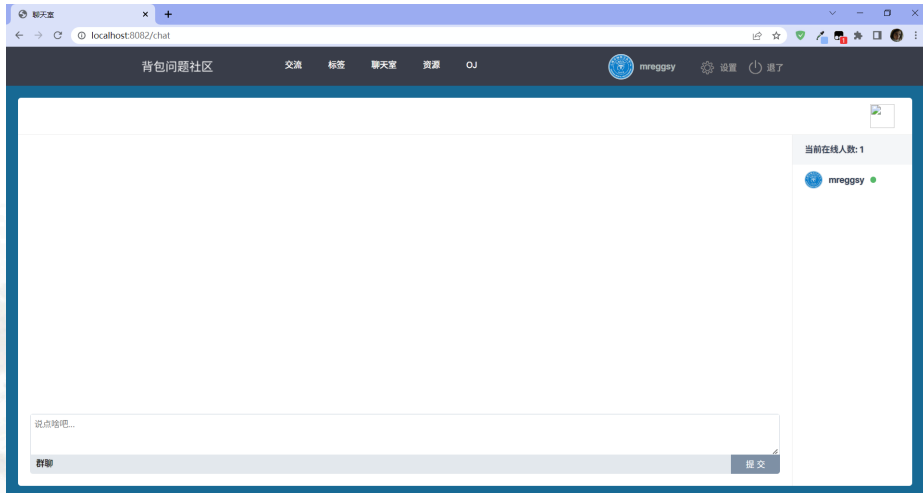 聊天室
localhost:8082/chat
1
背包问题社区 交流 标签 聊天室 资源 OJ mreggsy 设置 退了
当前在线人数: 1
mreggsy
说点啥吧...
群聊 提交